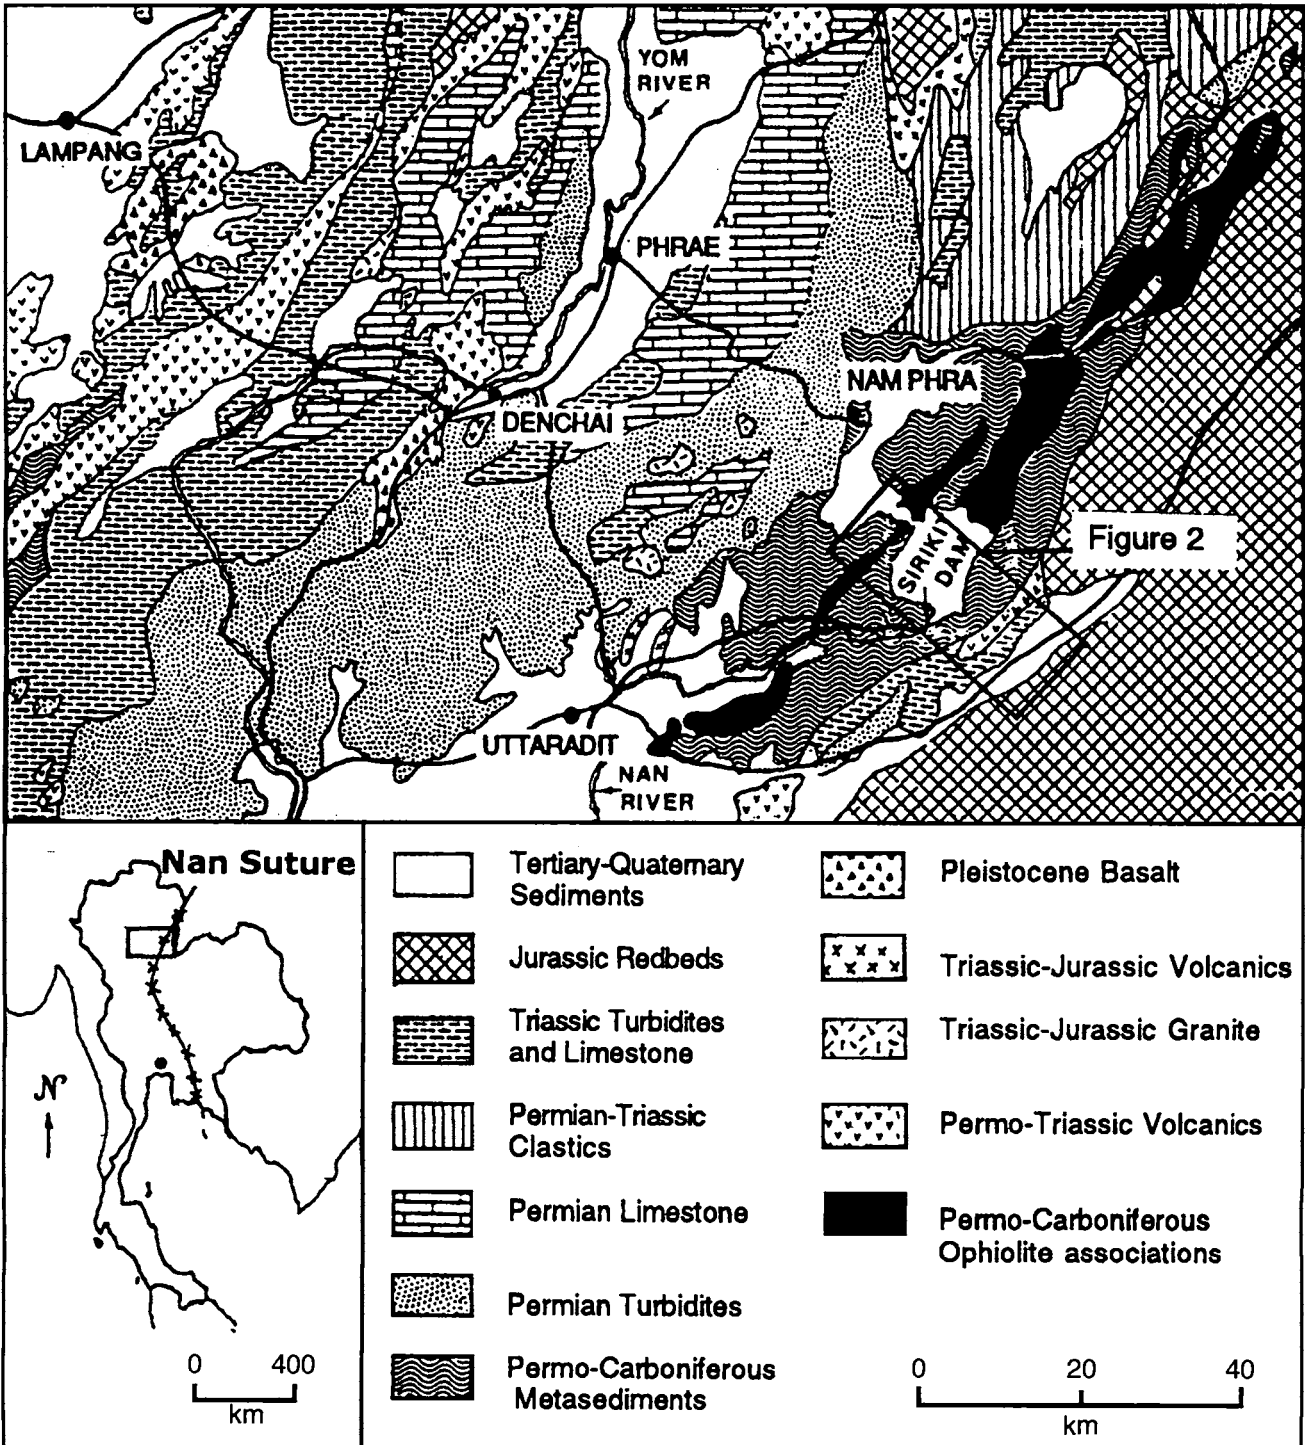 YOM
RIVER
LAMPANG
PHRAE
NAM PHRA
DENCHAI
Figure 2
SIRIKIT
DAM
UTTARADIT
NAN
RIVER
Nan Suture
N
0 400
km
Tertiary-Quaternary
Sediments
Jurassic Redbeds
Triassic Turbidites
and Limestone
Permian-Triassic
Clastics
Permian Limestone
Permian Turbidites
Permo-Carboniferous
Metasediments
Pleistocene Basalt
Triassic-Jurassic Volcanics
Triassic-Jurassic Granite
Permo-Triassic Volcanics
Permo-Carboniferous
Ophiolite associations
0 20 40
km